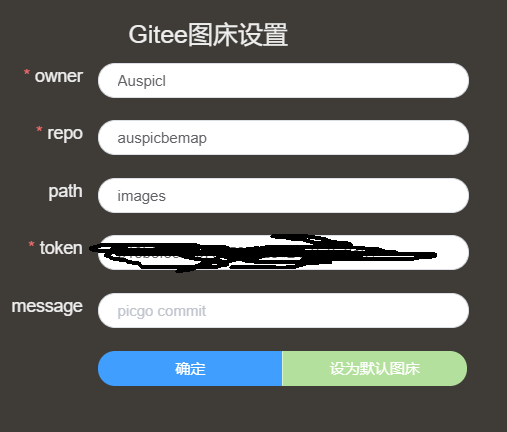 Gitee图床设置
* owner
Auspicl
* repo
auspicbemap
path
images
* token
message
picgo commit
确定
设为默认图床